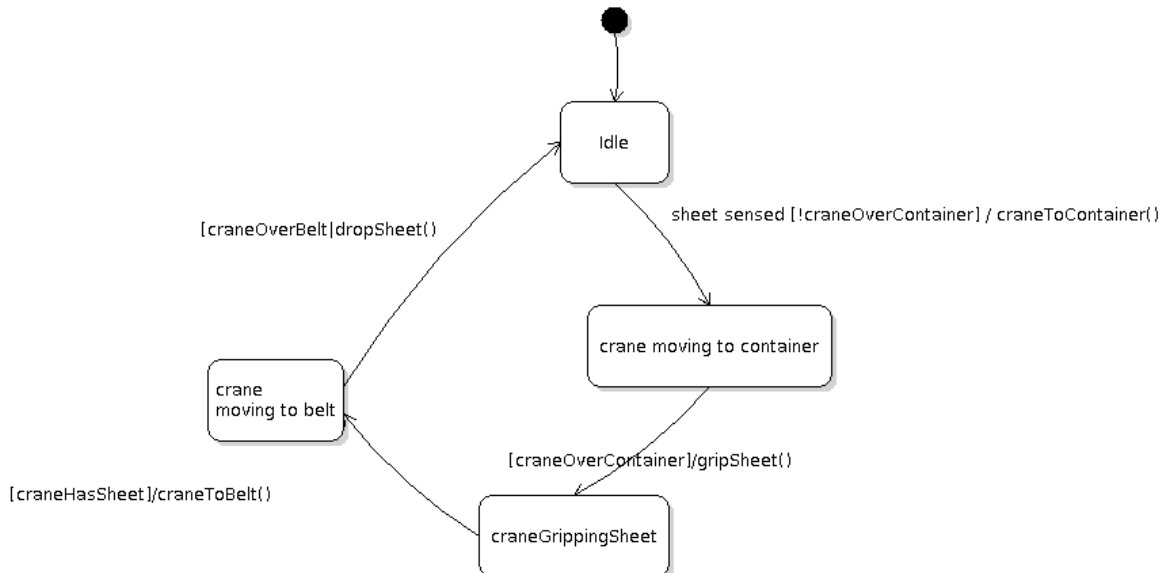 Idle
sheet sensed [!craneOverContainer] / craneToContainer()
[craneOverBelt|dropSheet()
crane moving to container
crane
moving to belt
[craneOverContainer]/gripSheet()
[craneHasSheet]/craneToBelt()
craneGrippingSheet